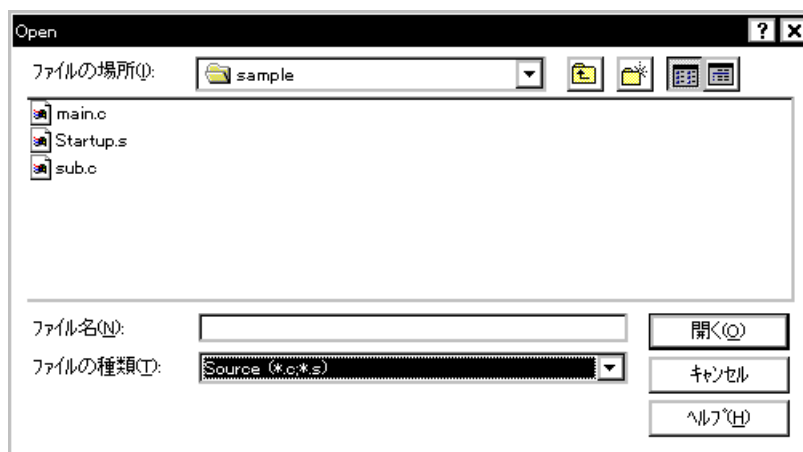 Open
ファイルの場所(I):
sample
main.c
Startup.s
sub.c
ファイル名(N):
開く(O)
ファイルの種類(T):
Source (*.c;*.s)
キャンセル
ヘルプ(H)